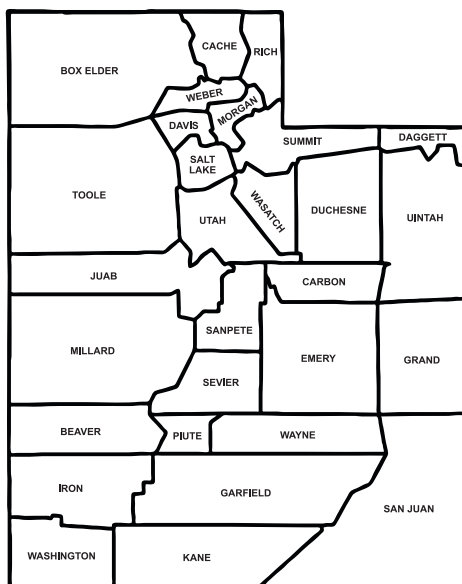 CACHE
RICH
BOX ELDER
WEBER
MORGAN
DAVIS
SUMMIT
DAGGETT
SALT
LAKE
TOOLE
WASATCH
DUCHESNE
UINTAH
UTAH
JUAB
CARBON
SANPETE
MILLARD
EMERY
GRAND
SEVIER
BEAVER
PIUTE
WAYNE
IRON
GARFIELD
SAN JUAN
WASHINGTON
KANE